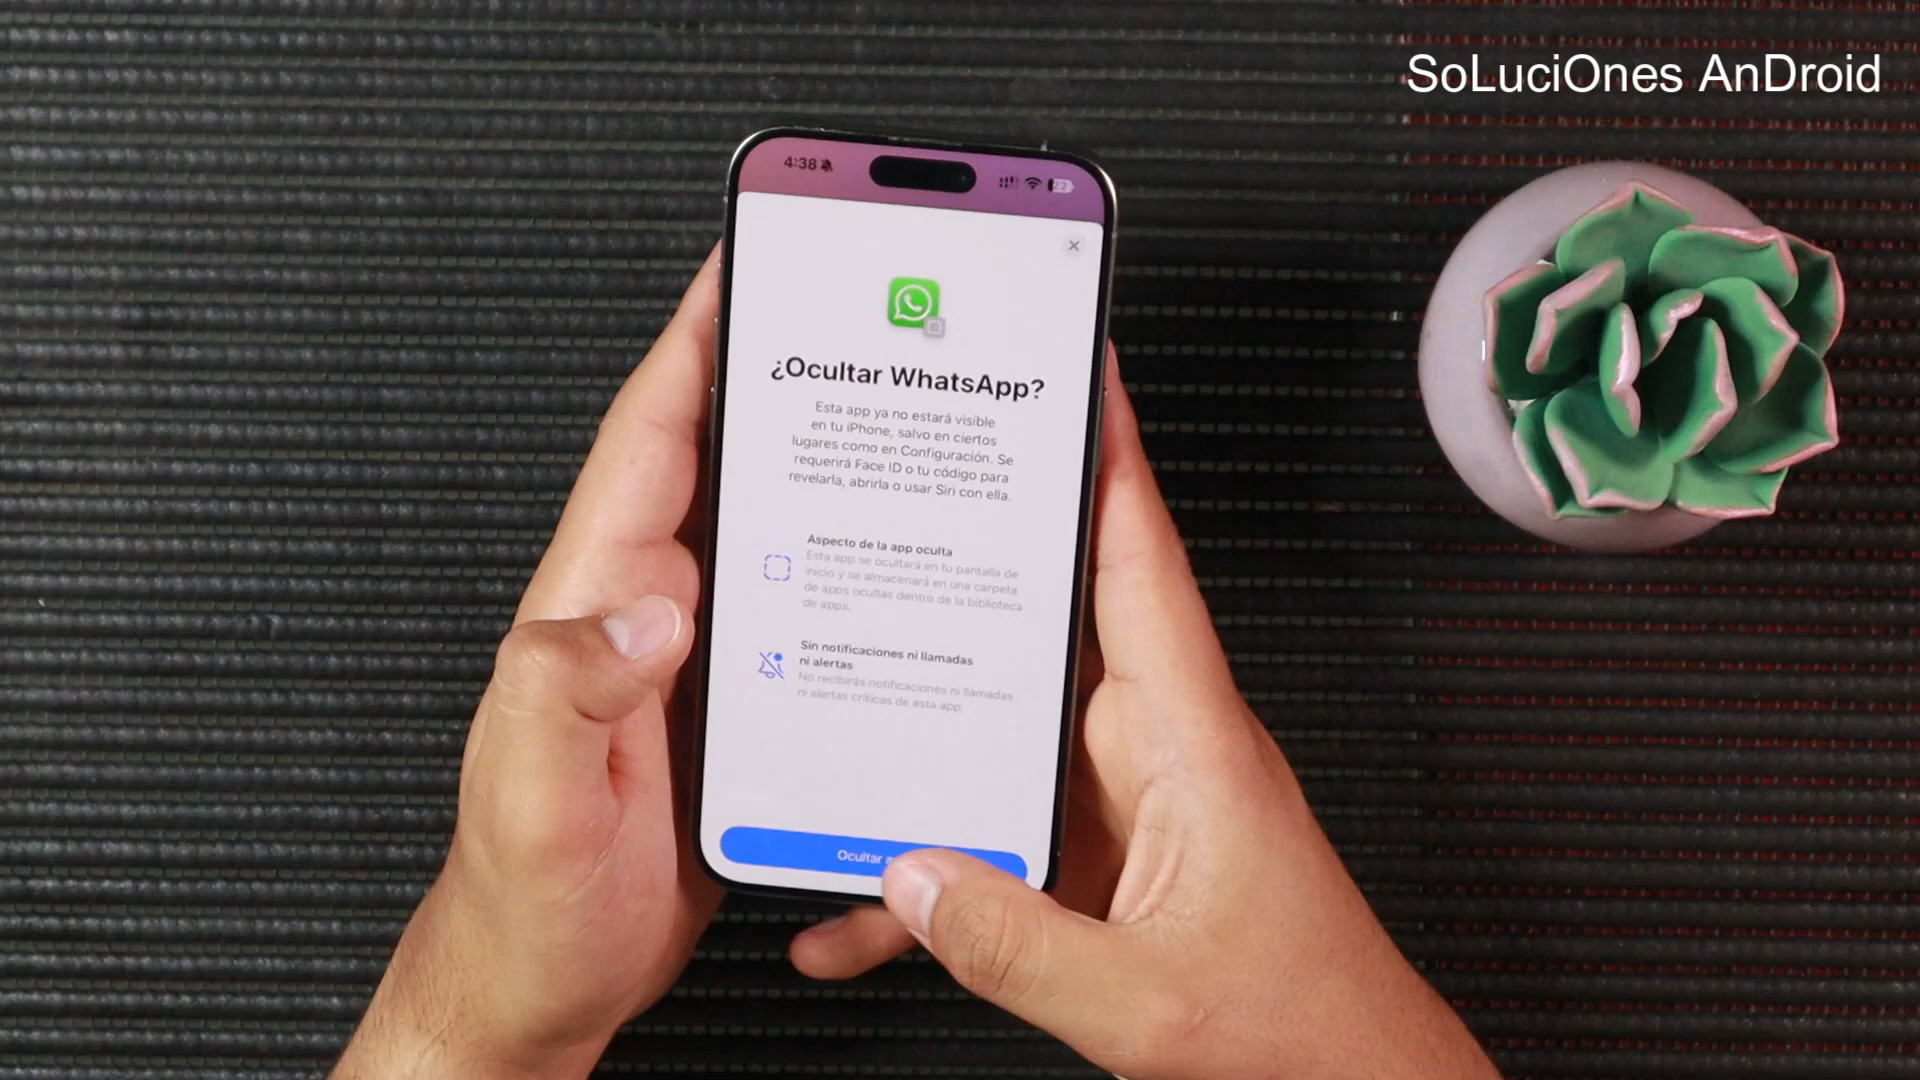 SoLuciOnes AnDroid
4:38
22
¿Ocultar WhatsApp?
Esta app ya no estará visible
en tu iPhone, salvo en ciertos
lugares como en Configuración. Se
requerirá Face ID o tu código para
revelarla, abrirla o usar Siri con ella.
Aspecto de la app oculta
Esta app se ocultará en tu pantalla de
inicio y se almacenará en una carpeta
de apps ocultas dentro de la biblioteca
de apps.
Sin notificaciones ni llamadas
ni alertas
No recibirás notificaciones ni llamadas
ni alertas críticas de esta app.
Ocultar